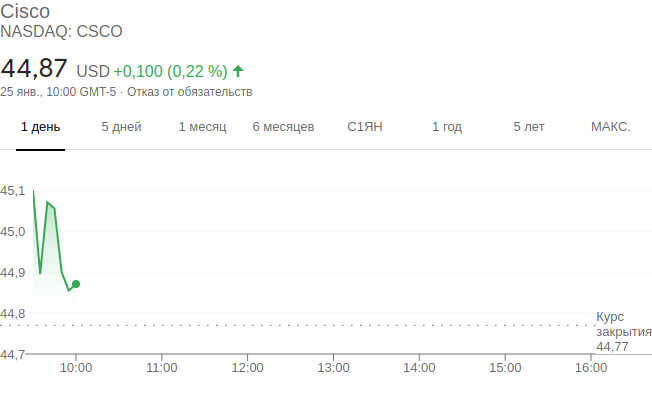 Cisco
NASDAQ: CSCO
44,87 USD +0,100 (0,22 %)
25 янв., 10:00 GMT-5 · Отказ от обязательств
1 день 5 дней 1 месяц 6 месяцев С1ЯН 1 год 5 лет МАКС.
45,1
45,0
44,9
44,8
44,7
Курс
закрытия
44,77
10:00 11:00 12:00 13:00 14:00 15:00 16:00